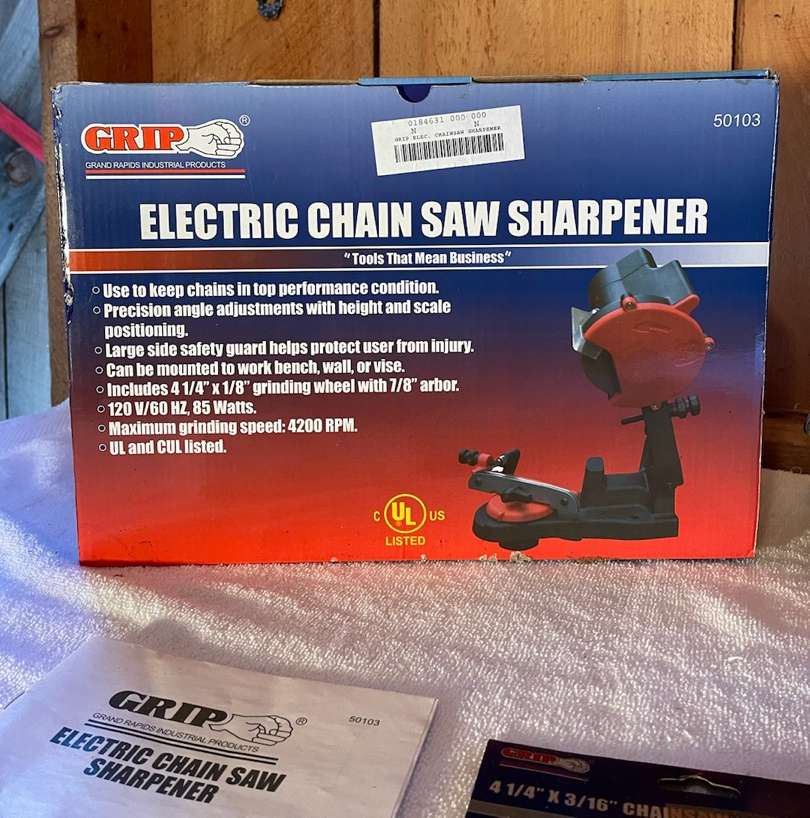 GRIP®
GRAND RAPIDS INDUSTRIAL PRODUCTS
0184631 000 000
N N
GRIP ELEC. CHAINSAW SHARPENER
50103
ELECTRIC CHAIN SAW SHARPENER
"Tools That Mean Business"
Use to keep chains in top performance condition.
Precision angle adjustments with height and scale
positioning.
Large side safety guard helps protect user from injury.
Can be mounted to work bench, wall, or vise.
Includes 4 1/4" x 1/8" grinding wheel with 7/8" arbor.
120 V/60 HZ, 85 Watts.
Maximum grinding speed: 4200 RPM.
UL and CUL listed.
C UL® US
LISTED
GRIP®
GRAND RAPIDS INDUSTRIAL PRODUCTS
50103
ELECTRIC CHAIN SAW
SHARPENER
GRIP
4 1/4" X 3/16"